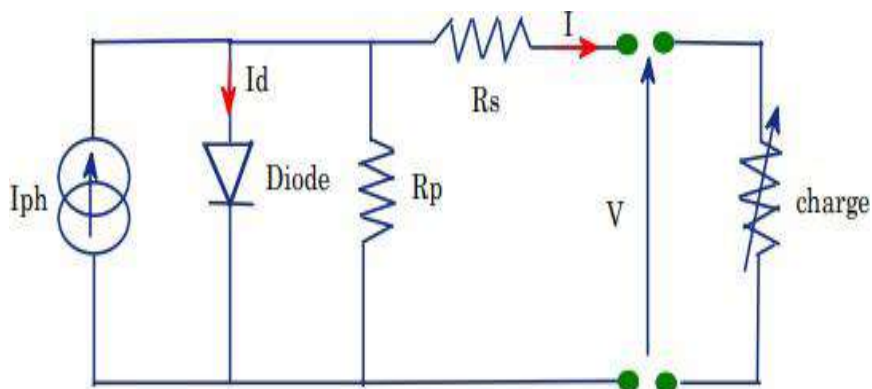 I
Id
Rs
Iph
Diode
Rp
V
charge